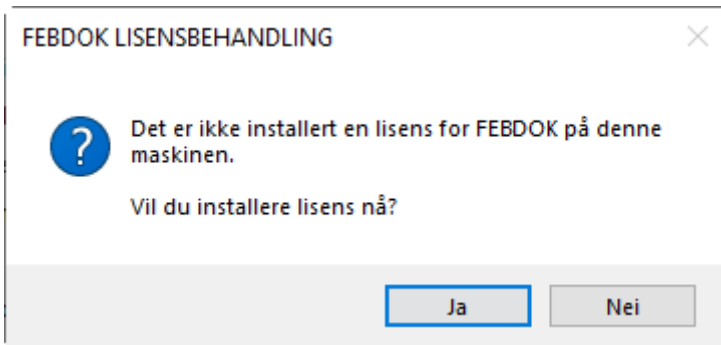 FEBDOK LISENSBEHANDLING
Det er ikke installert en lisens for FEBDOK på denne
maskinen.
Vil du installere lisens nå?
Ja
Nei